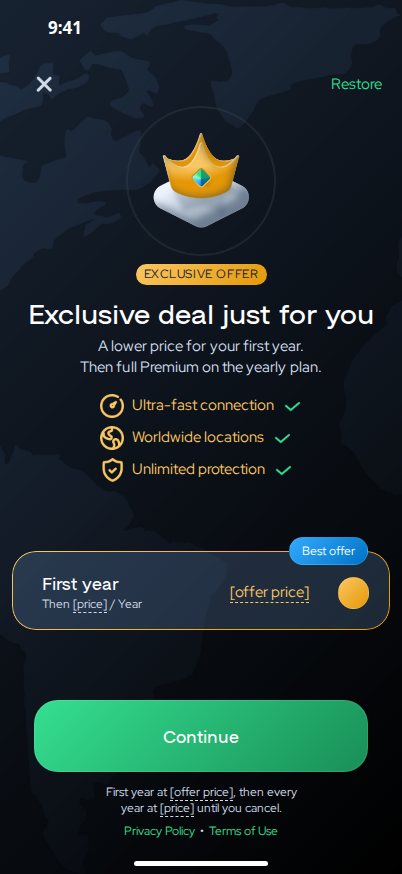 9:41
Restore
EXCLUSIVE OFFER
Exclusive deal just for you
A lower price for your first year.
Then full Premium on the yearly plan.
Ultra-fast connection
Worldwide locations
Unlimited protection
Best offer
First year
[offer price]
Then [price] / Year
Continue
First year at [offer price], then every
year at [price] until you cancel.
Privacy Policy • Terms of Use